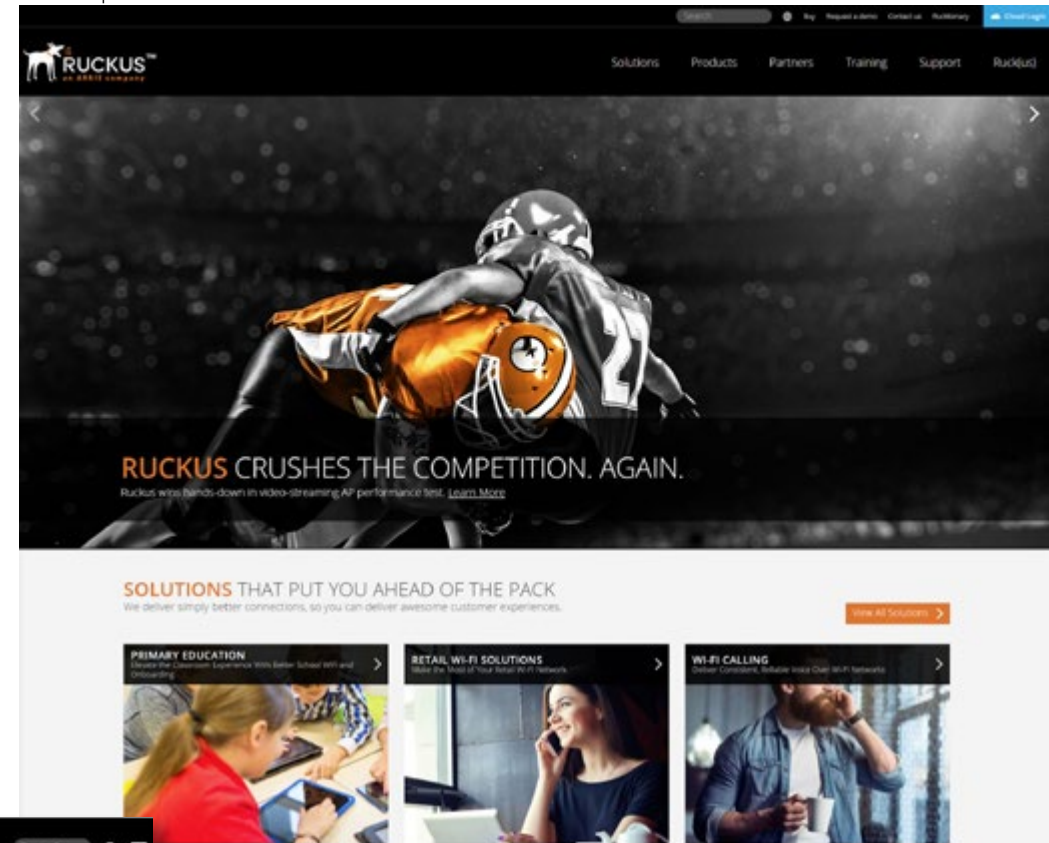 Search
Buy Request a demo Contact us Ruckionary Cloud Login
RUCKUS™
an ARRIS company
Solutions Products Partners Training Support Ruck(us)
27
RUCKUS CRUSHES THE COMPETITION. AGAIN.
Ruckus wins hands-down in video-streaming AP performance test. Learn More
SOLUTIONS THAT PUT YOU AHEAD OF THE PACK
We deliver simply better connections, so you can deliver awesome customer experiences.
View All Solutions
PRIMARY EDUCATION
Elevate the Classroom Experience With Better School WiFi and
Onboarding
RETAIL WI-FI SOLUTIONS
Make the Most of Your Retail Wi-Fi Network
WI-FI CALLING
Deliver Consistent, Reliable Voice Over Wi-Fi Networks